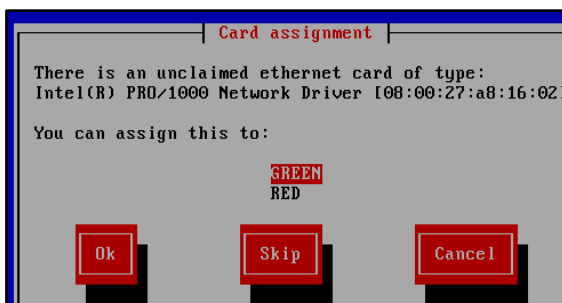 Card assignment
There is an unclaimed ethernet card of type:
Intel(R) PRO/1000 Network Driver [08:00:27:a8:16:02]
You can assign this to:
GREEN
RED
Ok Skip Cancel